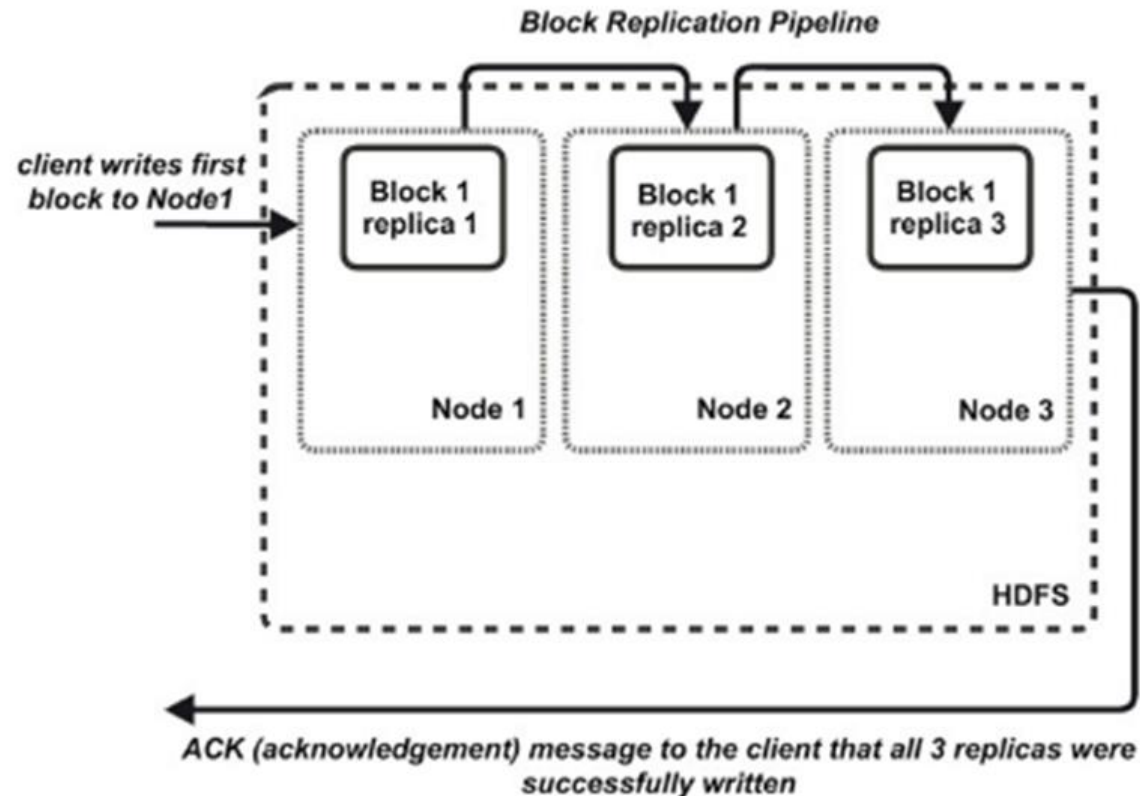 Block Replication Pipeline
client writes first
block to Node1
Block 1
replica 1
Block 1
replica 2
Block 1
replica 3
Node 1
Node 2
Node 3
HDFS
ACK (acknowledgement) message to the client that all 3 replicas were
successfully written